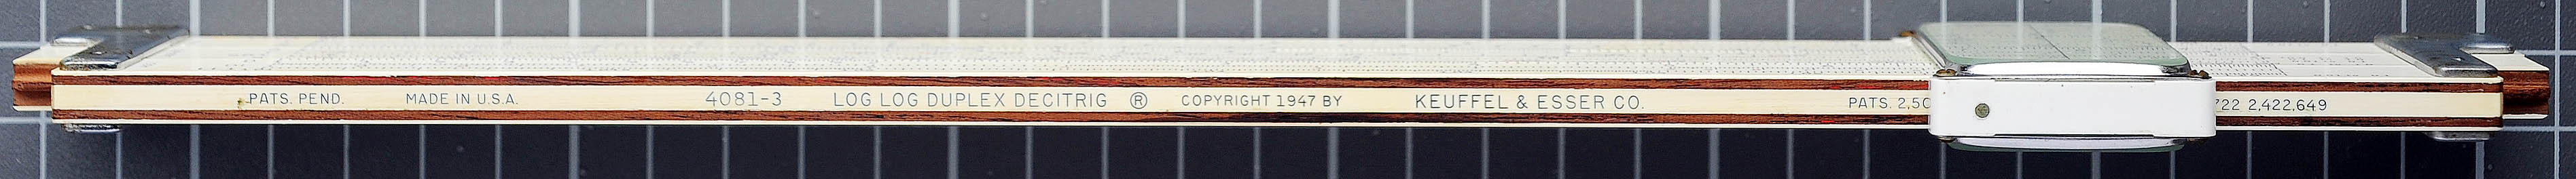 PATS. PEND. MADE IN U.S.A. 4081-3 LOG LOG DUPLEX DECITRIG ® COPYRIGHT 1947 BY KEUFFEL & ESSER CO. PATS. 2,50 722 2,422,649